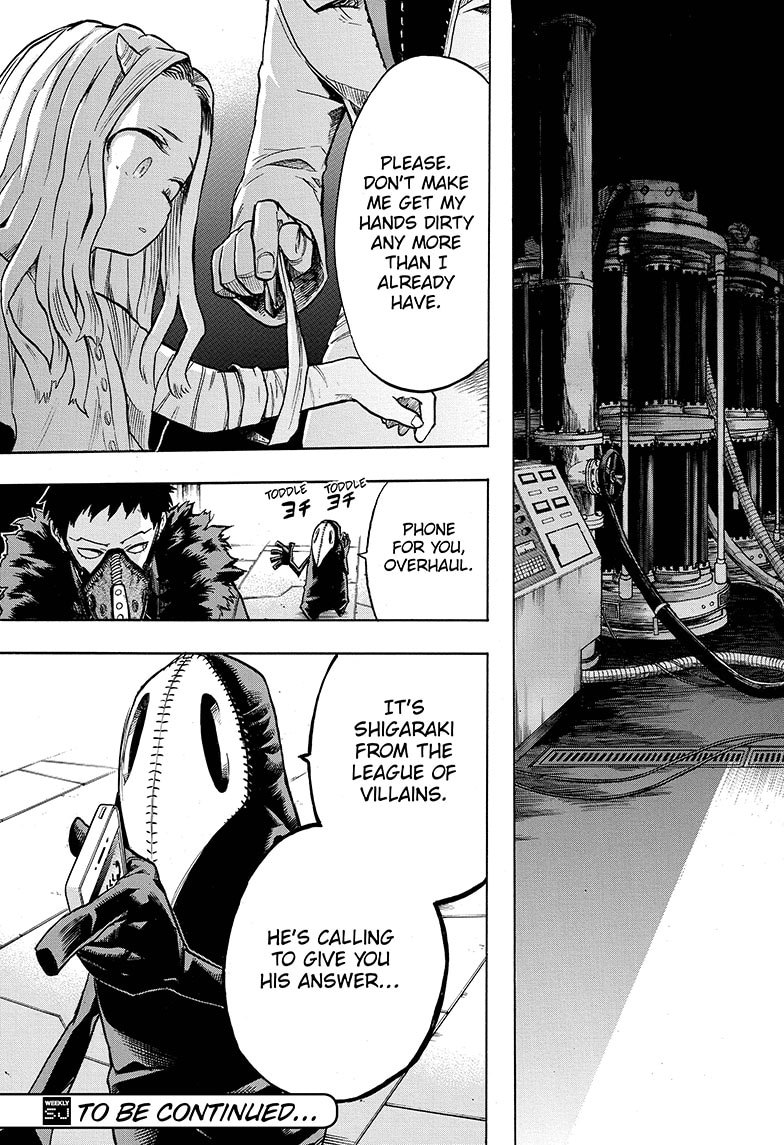 PLEASE.
DON'T MAKE
ME GET MY
HANDS DIRTY
ANY MORE
THAN I
ALREADY
HAVE.
TODDLE
ヨチ
TODDLE
ヨチ
PHONE
FOR YOU,
OVERHAUL.
IT'S
SHIGARAKI
FROM THE
LEAGUE OF
VILLAINS.
HE'S CALLING
TO GIVE YOU
HIS ANSWER...
WEEKLY
SJ
TO BE CONTINUED...